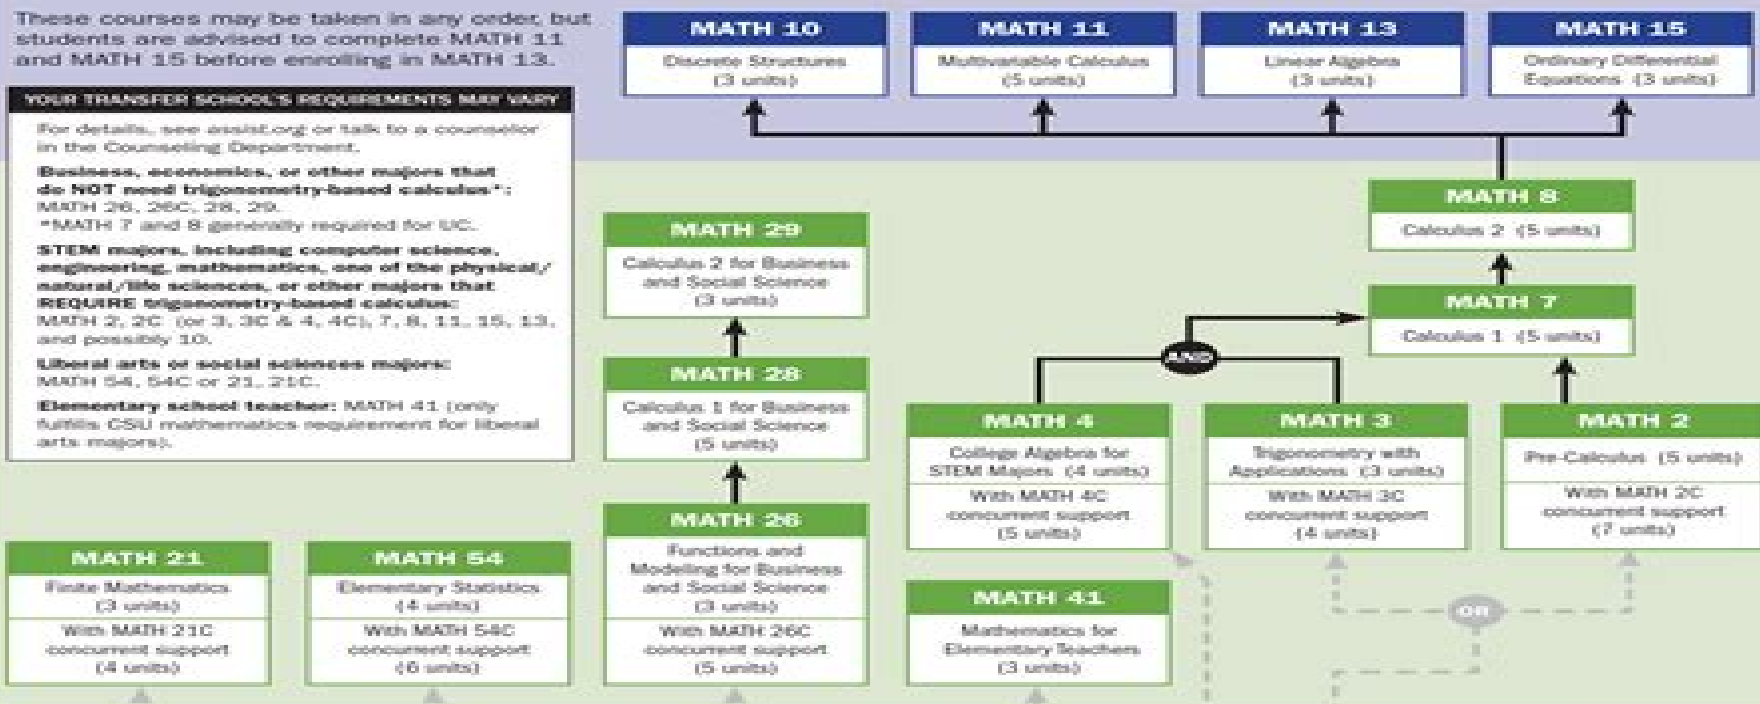 These courses may be taken in any order, but
students are advised to complete MATH 11
and MATH 15 before enrolling in MATH 13.
YOUR TRANSFER SCHOOL'S REQUIREMENTS MAY VARY
For details, see assist.org or talk to a counselor
in the Counseling Department.
Business, economics, or other majors that
do NOT need trigonometry-based calculus*:
MATH 26, 26C, 28, 29.
*MATH 7 and 8 generally required for UC.
STEM majors, including computer science,
engineering, mathematics, one of the physical/
natural/life sciences, or other majors that
REQUIRE trigonometry-based calculus:
MATH 2, 2C (or 3, 3C & 4, 4C), 7, 8, 11, 15, 13,
and possibly 10.
Liberal arts or social sciences majors:
MATH 54, 54C or 21, 21C.
Elementary school teacher: MATH 41 (only
fulfills CSU mathematics requirement for liberal
arts majors).
MATH 10
Discrete Structures
(3 units)
MATH 11
Multivariable Calculus
(5 units)
MATH 13
Linear Algebra
(3 units)
MATH 15
Ordinary Differential
Equations (3 units)
MATH 8
Calculus 2 (5 units)
MATH 7
Calculus 1 (5 units)
AND
MATH 29
Calculus 2 for Business
and Social Science
(3 units)
MATH 28
Calculus 1 for Business
and Social Science
(5 units)
MATH 4
College Algebra for
STEM Majors (4 units)
With MATH 4C
concurrent support
(5 units)
MATH 3
Trigonometry with
Applications (3 units)
With MATH 3C
concurrent support
(4 units)
MATH 2
Pre-Calculus (5 units)
With MATH 2C
concurrent support
(7 units)
OR
MATH 21
Finite Mathematics
(3 units)
With MATH 21C
concurrent support
(4 units)
MATH 54
Elementary Statistics
(4 units)
With MATH 54C
concurrent support
(6 units)
MATH 26
Functions and
Modeling for Business
and Social Science
(3 units)
With MATH 26C
concurrent support
(5 units)
MATH 41
Mathematics for
Elementary Teachers
(3 units)